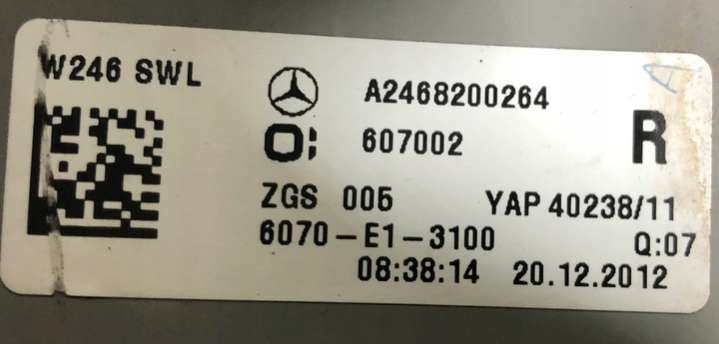 W246 SWL
A2468200264
607002
R
ZGS 005
YAP 40238/11
6070-E1-3100
Q:07
08:38:14 20.12.2012